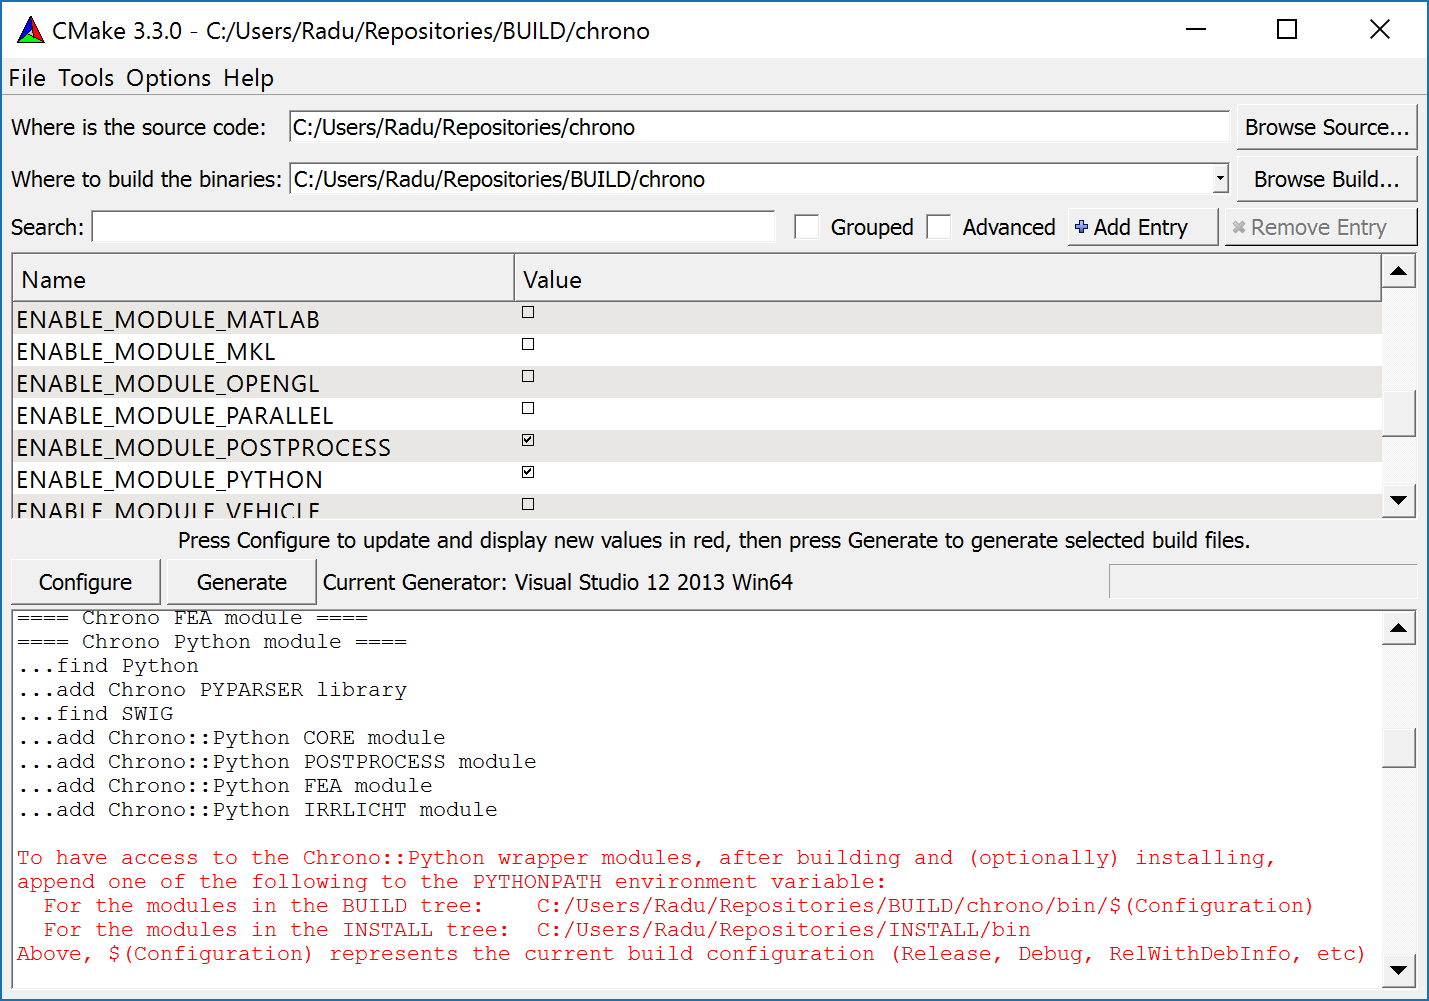 CMake 3.3.0 - C:/Users/Radu/Repositories/BUILD/chrono
File Tools Options Help
Where is the source code: C:/Users/Radu/Repositories/chrono Browse Source...
Where to build the binaries: C:/Users/Radu/Repositories/BUILD/chrono Browse Build...
Search: Grouped Advanced Add Entry Remove Entry
Name Value
ENABLE_MODULE_MATLAB
ENABLE_MODULE_MKL
ENABLE_MODULE_OPENGL
ENABLE_MODULE_PARALLEL
ENABLE_MODULE_POSTPROCESS
ENABLE_MODULE_PYTHON
ENABLE_MODULE_VEHICLE
Press Configure to update and display new values in red, then press Generate to generate selected build files.
Configure Generate Current Generator: Visual Studio 12 2013 Win64
==== Chrono FEA module ====
==== Chrono Python module ====
...find Python
...add Chrono PYPARSER library
...find SWIG
...add Chrono::Python CORE module
...add Chrono::Python POSTPROCESS module
...add Chrono::Python FEA module
...add Chrono::Python IRRLICHT module
To have access to the Chrono::Python wrapper modules, after building and (optionally) installing,
append one of the following to the PYTHONPATH environment variable:
For the modules in the BUILD tree: C:/Users/Radu/Repositories/BUILD/chrono/bin/$(Configuration)
For the modules in the INSTALL tree: C:/Users/Radu/Repositories/INSTALL/bin
Above, $(Configuration) represents the current build configuration (Release, Debug, RelWithDebInfo, etc)